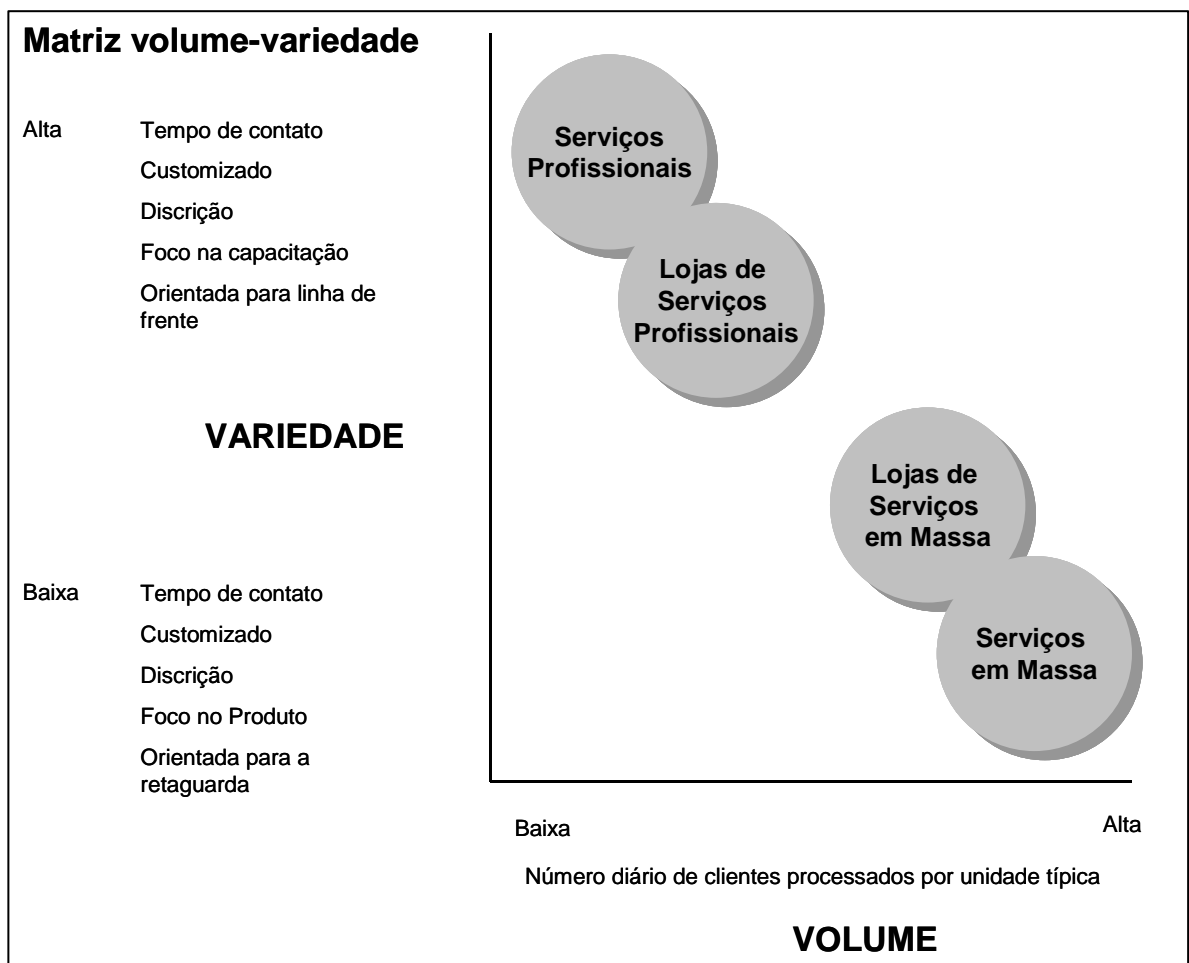 Matriz volume-variedade
Alta
Tempo de contato
Customizado
Discrição
Foco na capacitação
Orientada para linha de
frente
VARIEDADE
Baixa
Tempo de contato
Customizado
Discrição
Foco no Produto
Orientada para a
retaguarda
Serviços
Profissionais
Lojas de
Serviços
Profissionais
Lojas de
Serviços
em Massa
Serviços
em Massa
Baixa
Alta
Número diário de clientes processados por unidade típica
VOLUME